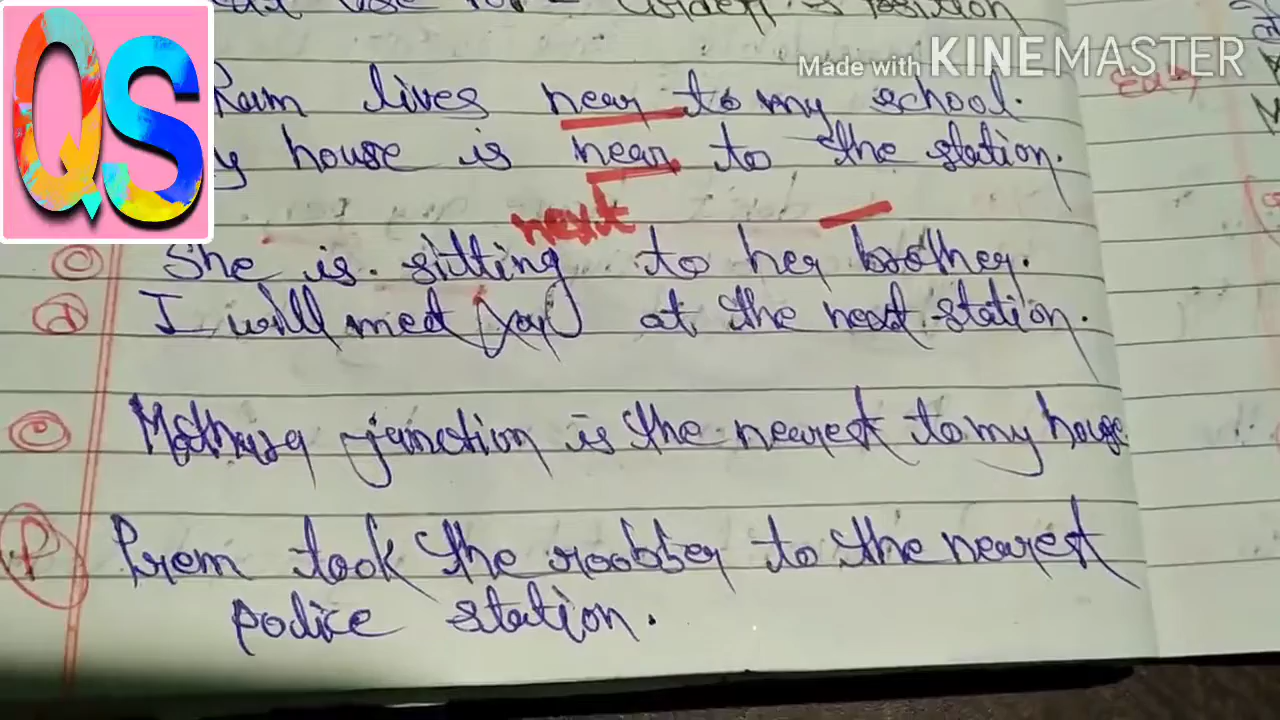 QS
Made with KINEMASTER
Ram lives near to my school.
y house is near to the station.
next
She is sitting to her brother.
d I will meet you at the next station.
Mathura junction is the nearest to my house
Prem took the roobber to the nearest
police station.